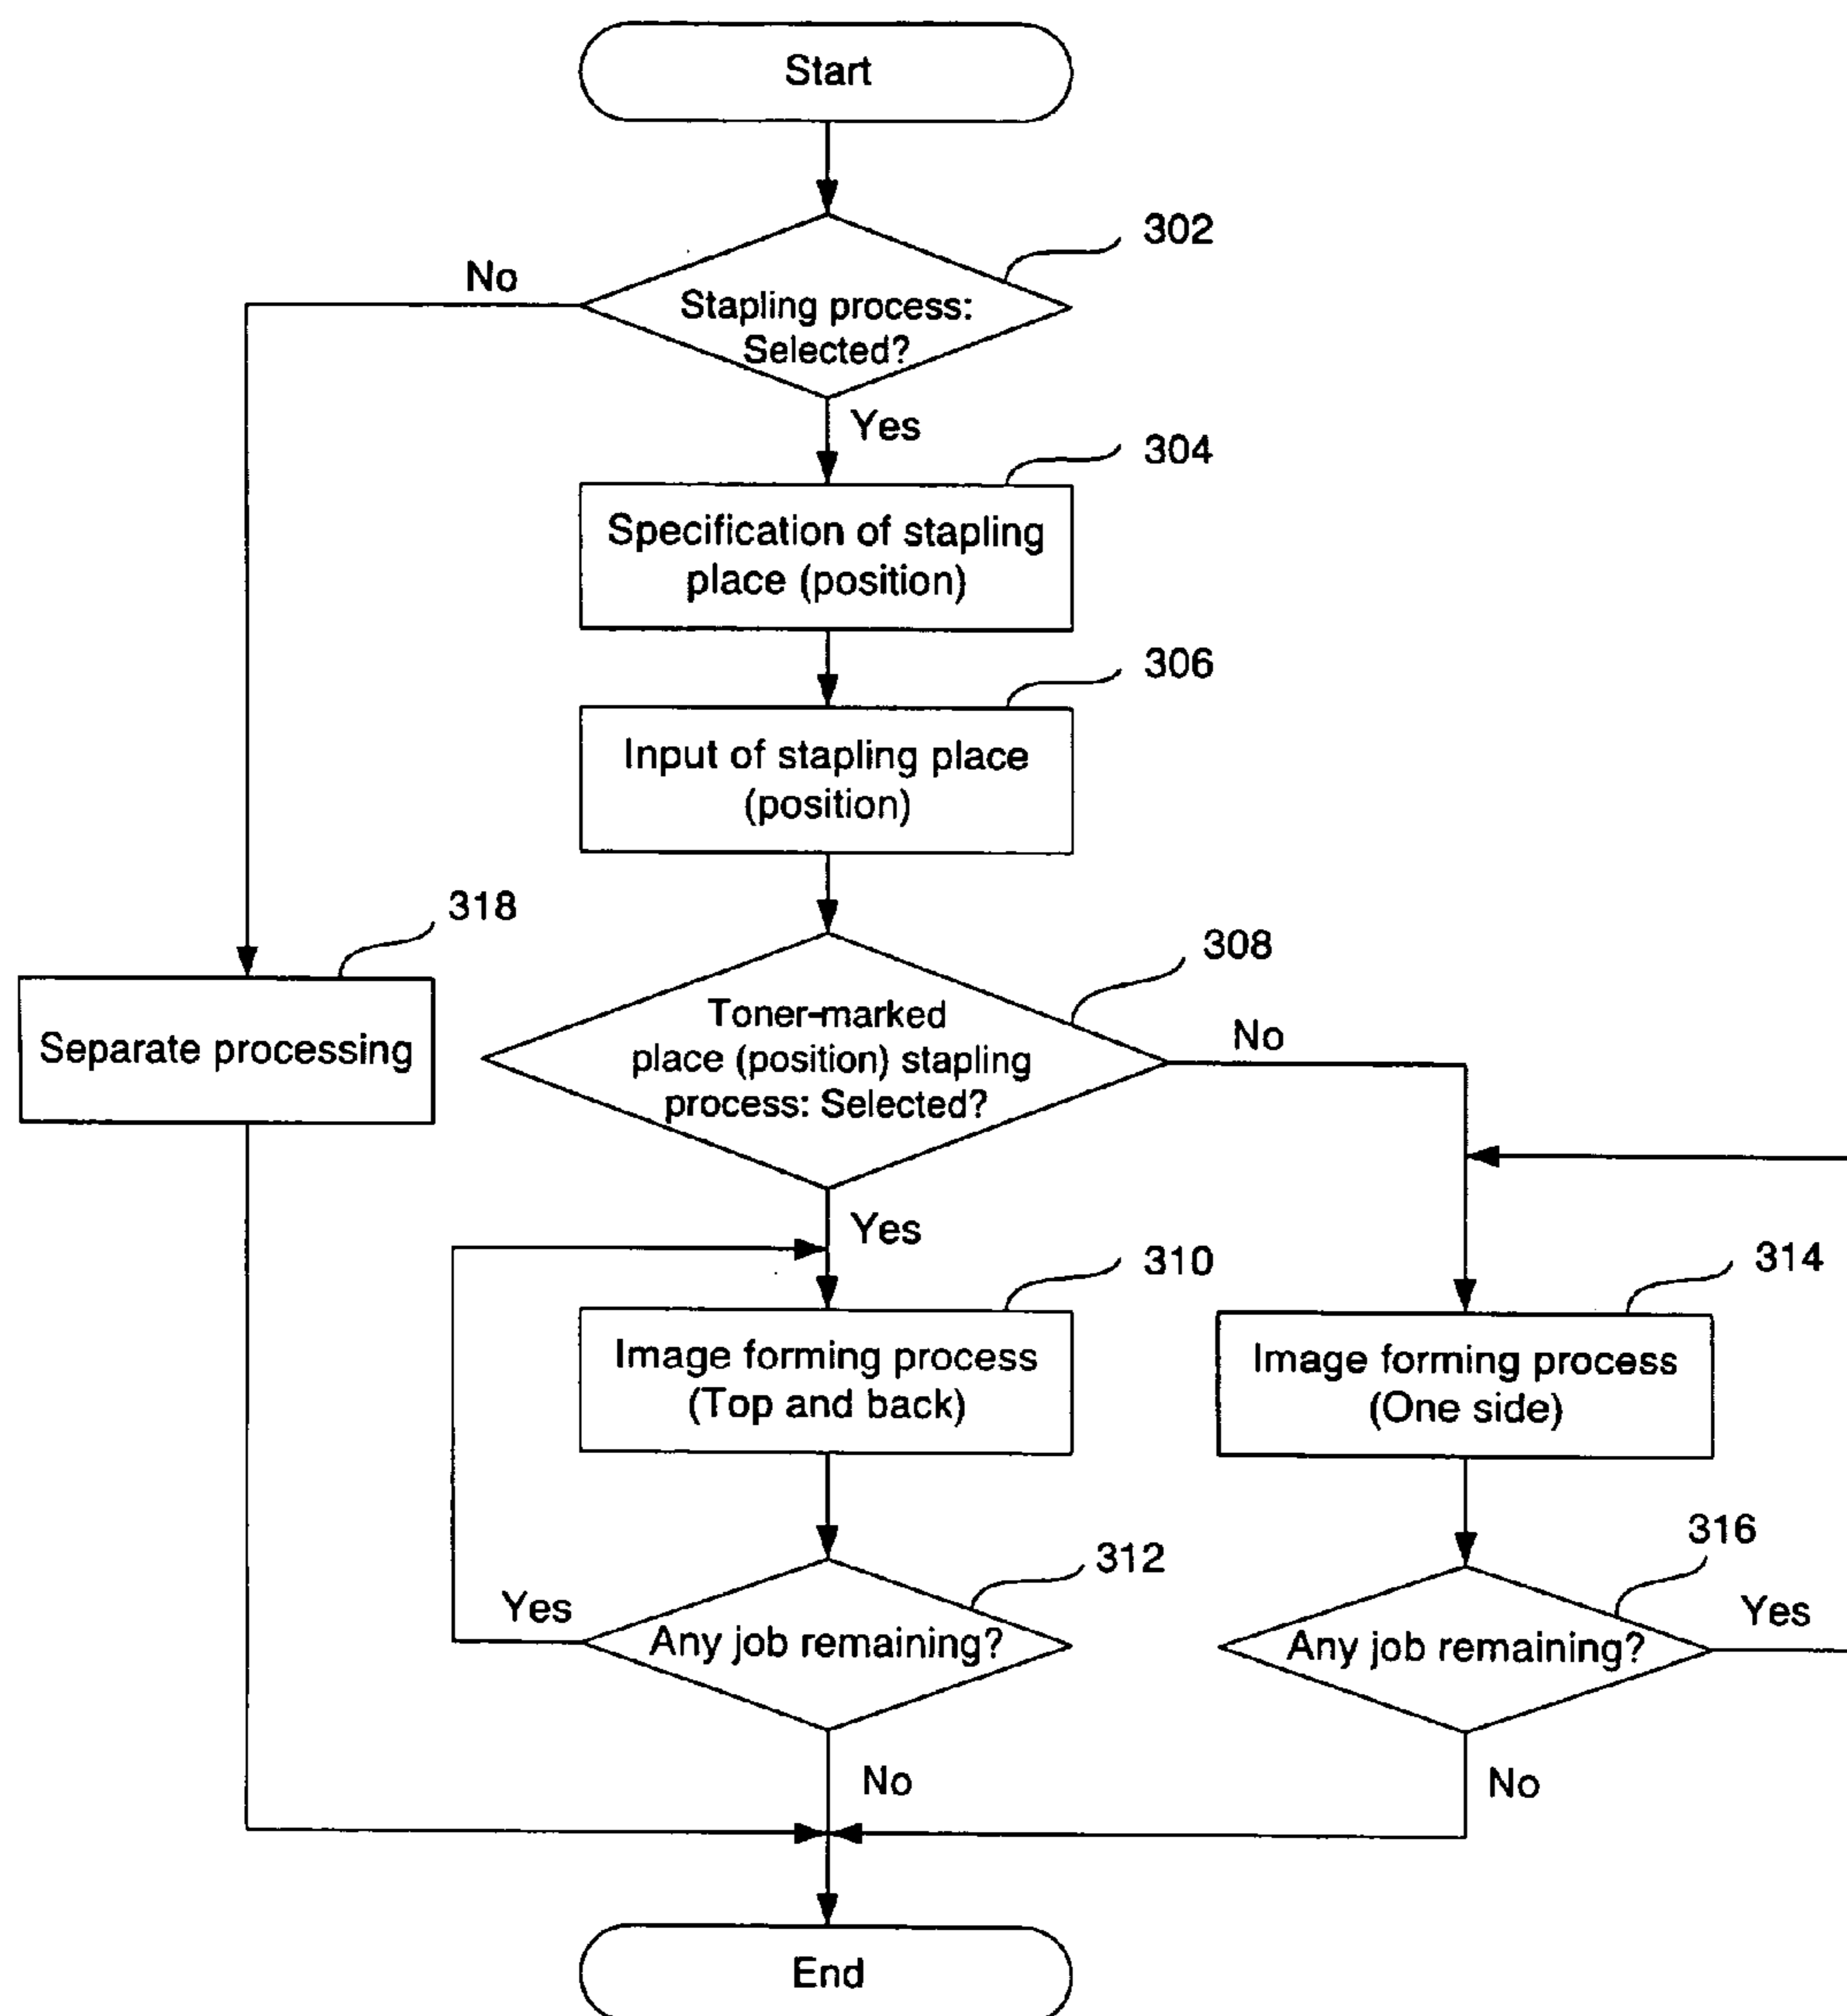 Start
302
No
Stapling process:
Selected?
Yes
304
Specification of stapling
place (position)
306
Input of stapling place
(position)
318
Separate processing
308
Toner-marked
place (position) stapling
process: Selected?
No
Yes
310
Image forming process
(Top and back)
314
Image forming process
(One side)
312
Yes
Any job remaining?
316
Yes
Any job remaining?
No
No
End